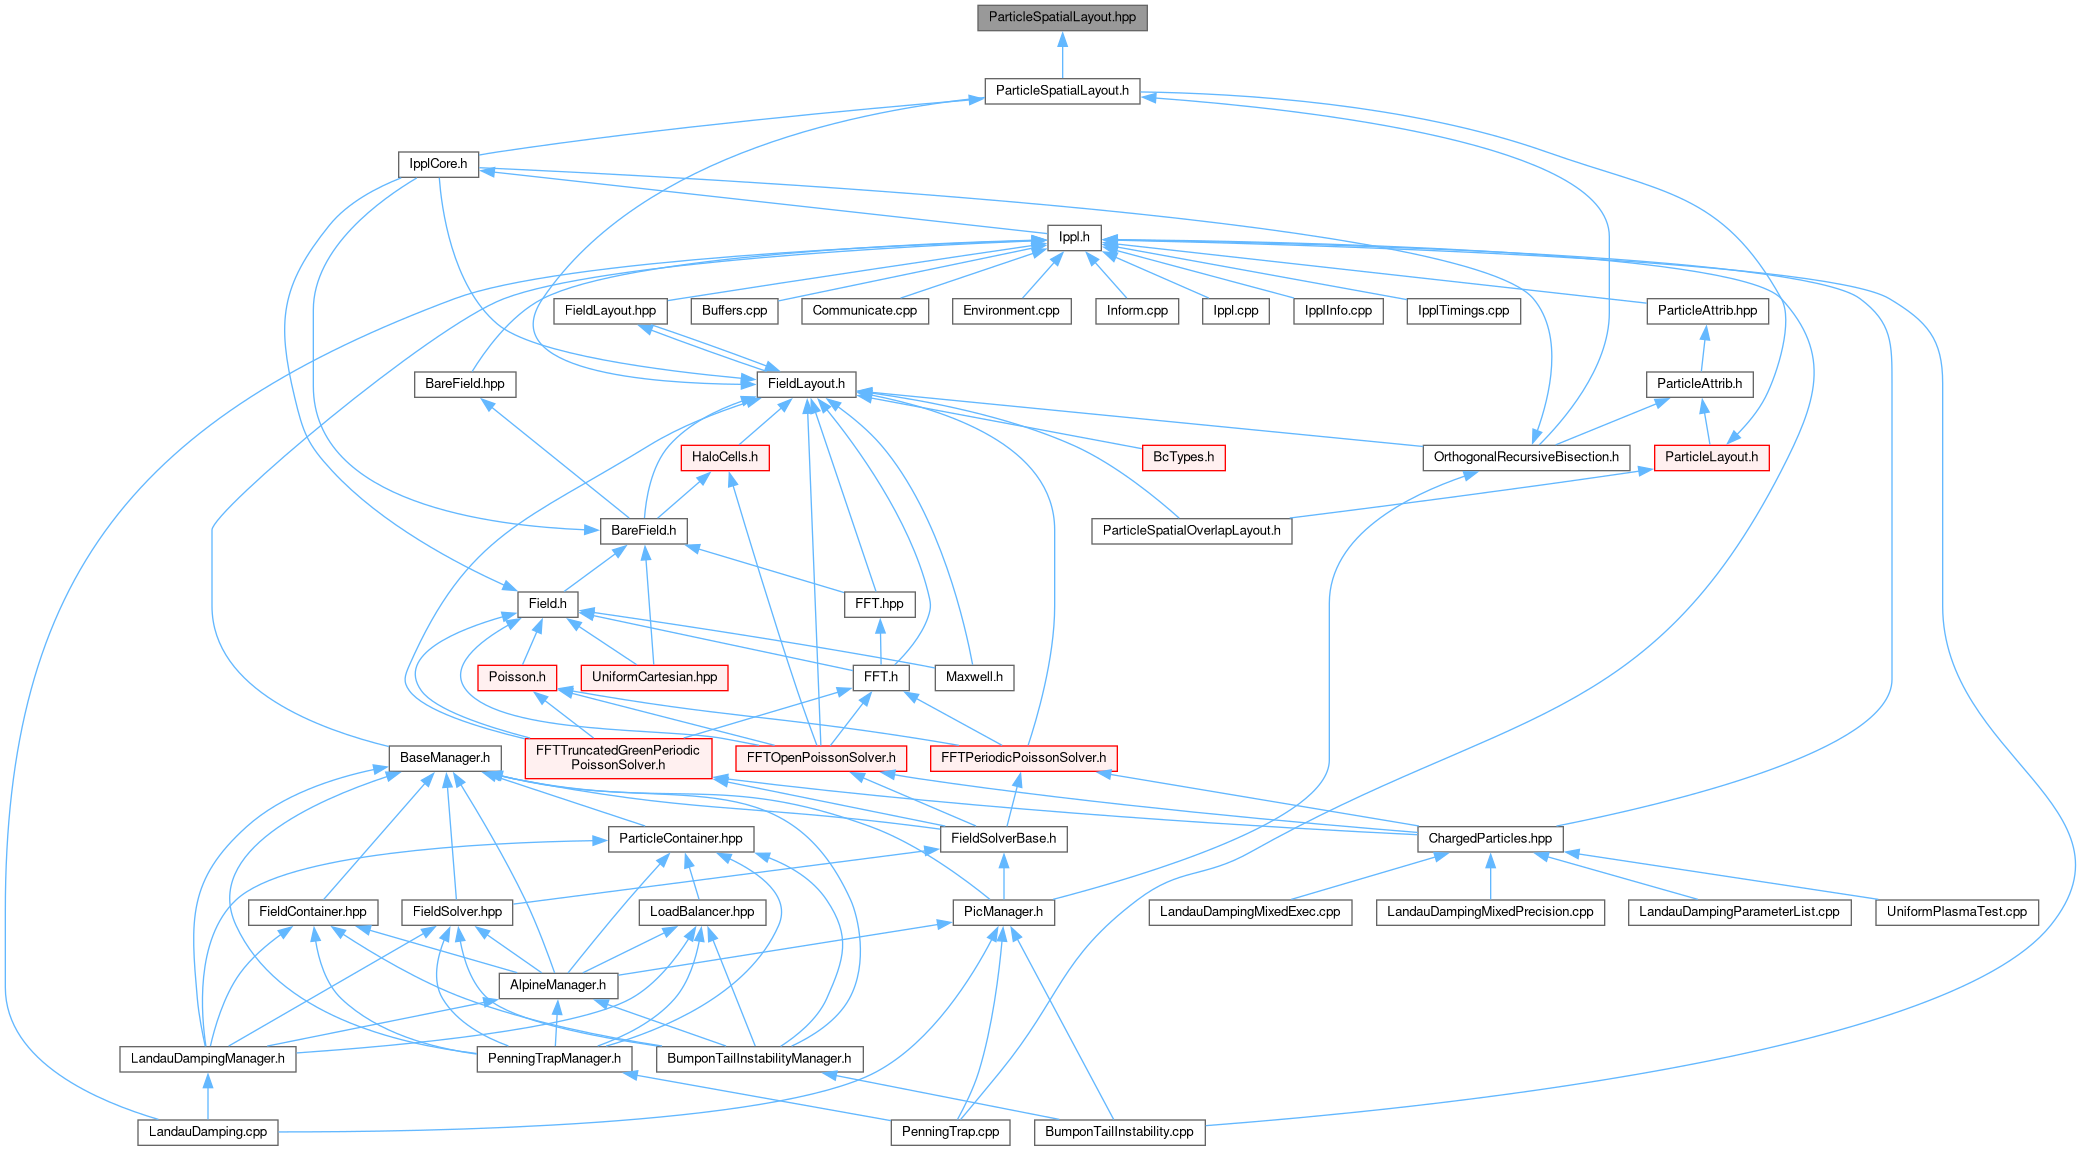 ParticleSpatialLayout.hpp
ParticleSpatialLayout.h
IpplCore.h
Ippl.h
FieldLayout.hpp
Buffers.cpp
Communicate.cpp
Environment.cpp
Inform.cpp
Ippl.cpp
IpplInfo.cpp
IpplTimings.cpp
ParticleAttrib.hpp
BareField.hpp
FieldLayout.h
ParticleAttrib.h
HaloCells.h
BcTypes.h
OrthogonalRecursiveBisection.h
ParticleLayout.h
BareField.h
ParticleSpatialOverlapLayout.h
Field.h
FFT.hpp
Poisson.h
UniformCartesian.hpp
FFT.h
Maxwell.h
BaseManager.h
FFTTruncatedGreenPeriodic
PoissonSolver.h
FFTOpenPoissonSolver.h
FFTPeriodicPoissonSolver.h
ParticleContainer.hpp
FieldSolverBase.h
ChargedParticles.hpp
FieldContainer.hpp
FieldSolver.hpp
LoadBalancer.hpp
PicManager.h
LandauDampingMixedExec.cpp
LandauDampingMixedPrecision.cpp
LandauDampingParameterList.cpp
UniformPlasmaTest.cpp
AlpineManager.h
LandauDampingManager.h
PenningTrapManager.h
BumponTailInstabilityManager.h
LandauDamping.cpp
PenningTrap.cpp
BumponTailInstability.cpp